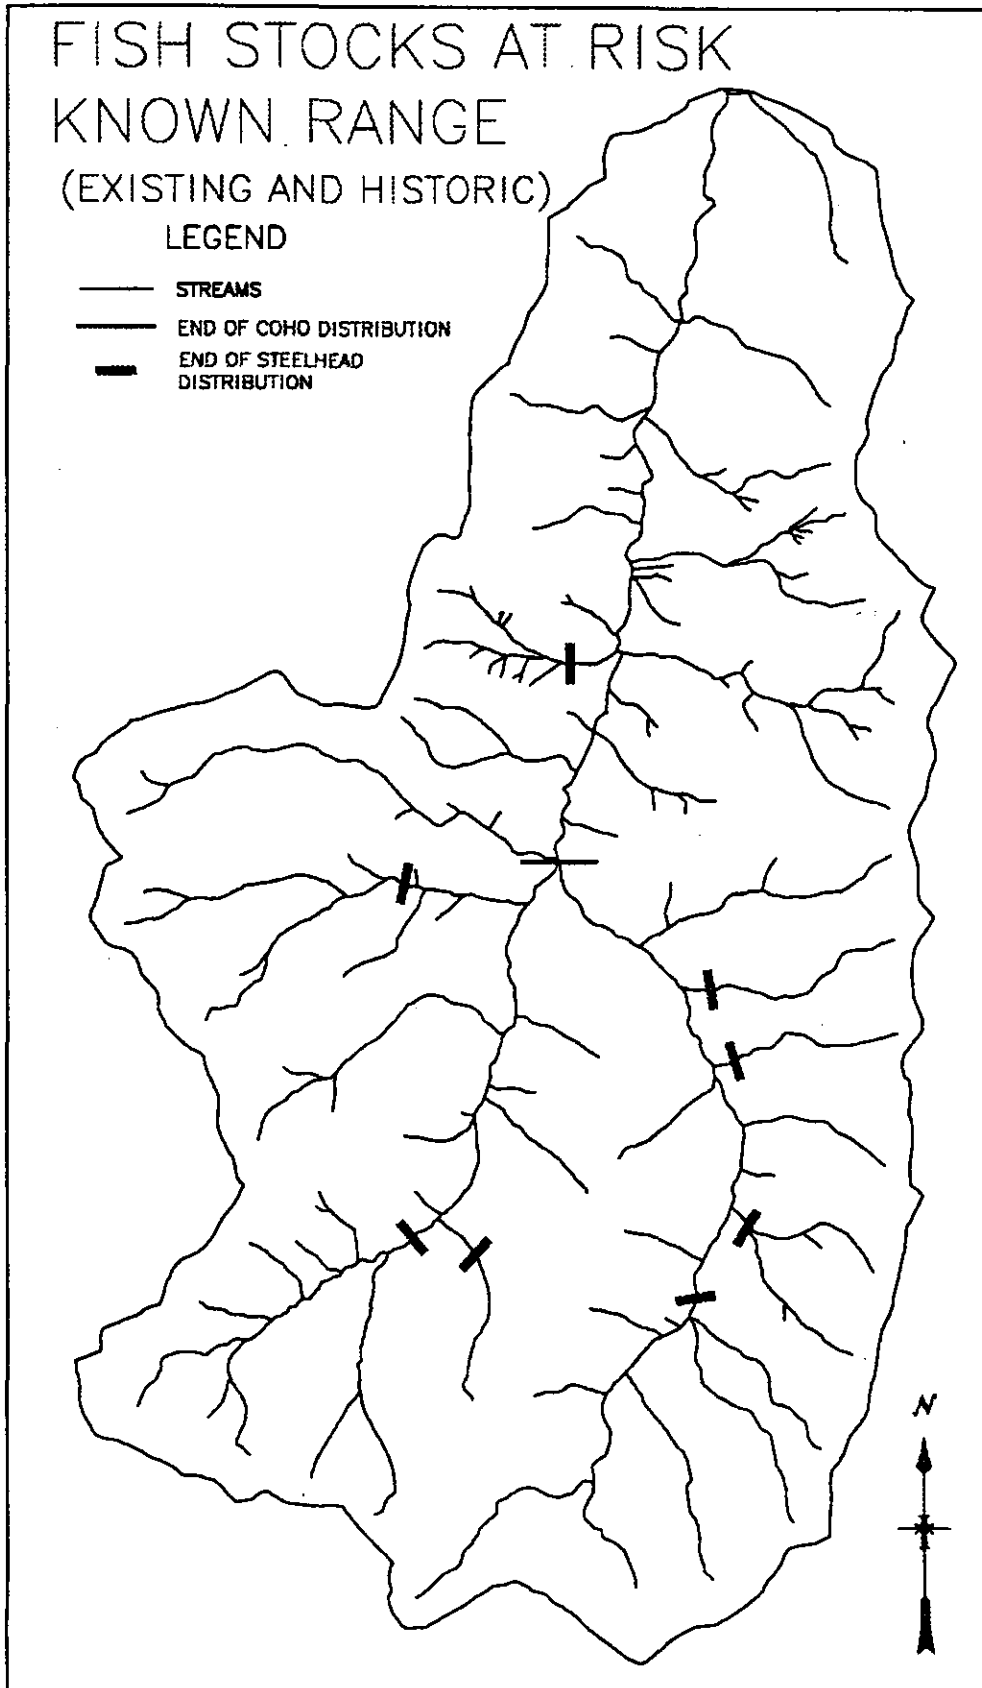 FISH STOCKS AT RISK
KNOWN RANGE
(EXISTING AND HISTORIC)
LEGEND
STREAMS
END OF COHO DISTRIBUTION
END OF STEELHEAD
DISTRIBUTION
N